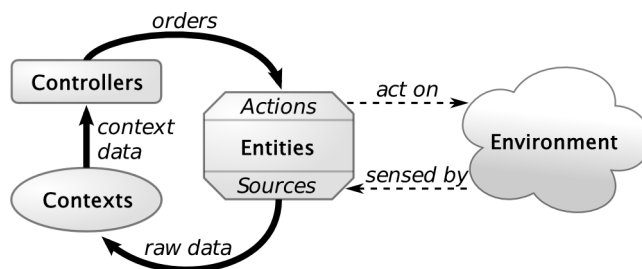 orders
Controllers
Actions
act on
context
data
Entities
Environment
Contexts
Sources
sensed by
raw data